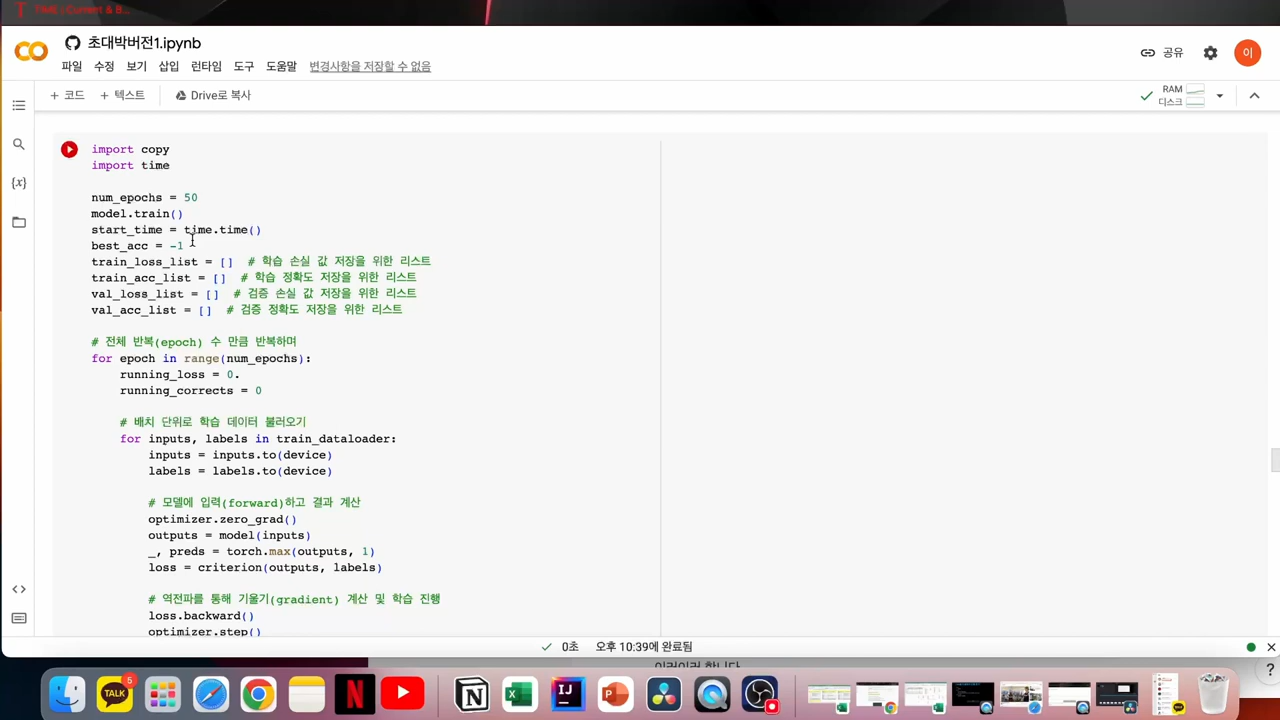 초대박버전1.ipynb
공유
이
파일 수정 보기 삽입 런타임 도구 도움말 변경사항을 저장할 수 없음
+ 코드 + 텍스트 Drive로 복사
RAM
디스크
import copy
import time
num_epochs = 50
model.train()
start_time = time.time()
best_acc = -1
train_loss_list = [] # 학습 손실 값 저장을 위한 리스트
train_acc_list = [] # 학습 정확도 저장을 위한 리스트
val_loss_list = [] # 검증 손실 값 저장을 위한 리스트
val_acc_list = [] # 검증 정확도 저장을 위한 리스트
# 전체 반복(epoch) 수 만큼 반복하며
for epoch in range(num_epochs):
running_loss = 0.
running_corrects = 0
# 배치 단위로 학습 데이터 불러오기
for inputs, labels in train_dataloader:
inputs = inputs.to(device)
labels = labels.to(device)
# 모델에 입력(forward)하고 결과 계산
optimizer.zero_grad()
outputs = model(inputs)
_, preds = torch.max(outputs, 1)
loss = criterion(outputs, labels)
# 역전파를 통해 기울기(gradient) 계산 및 학습 진행
loss.backward()
optimizer.step()
0초 오후 10:39에 완료됨
TALK
5